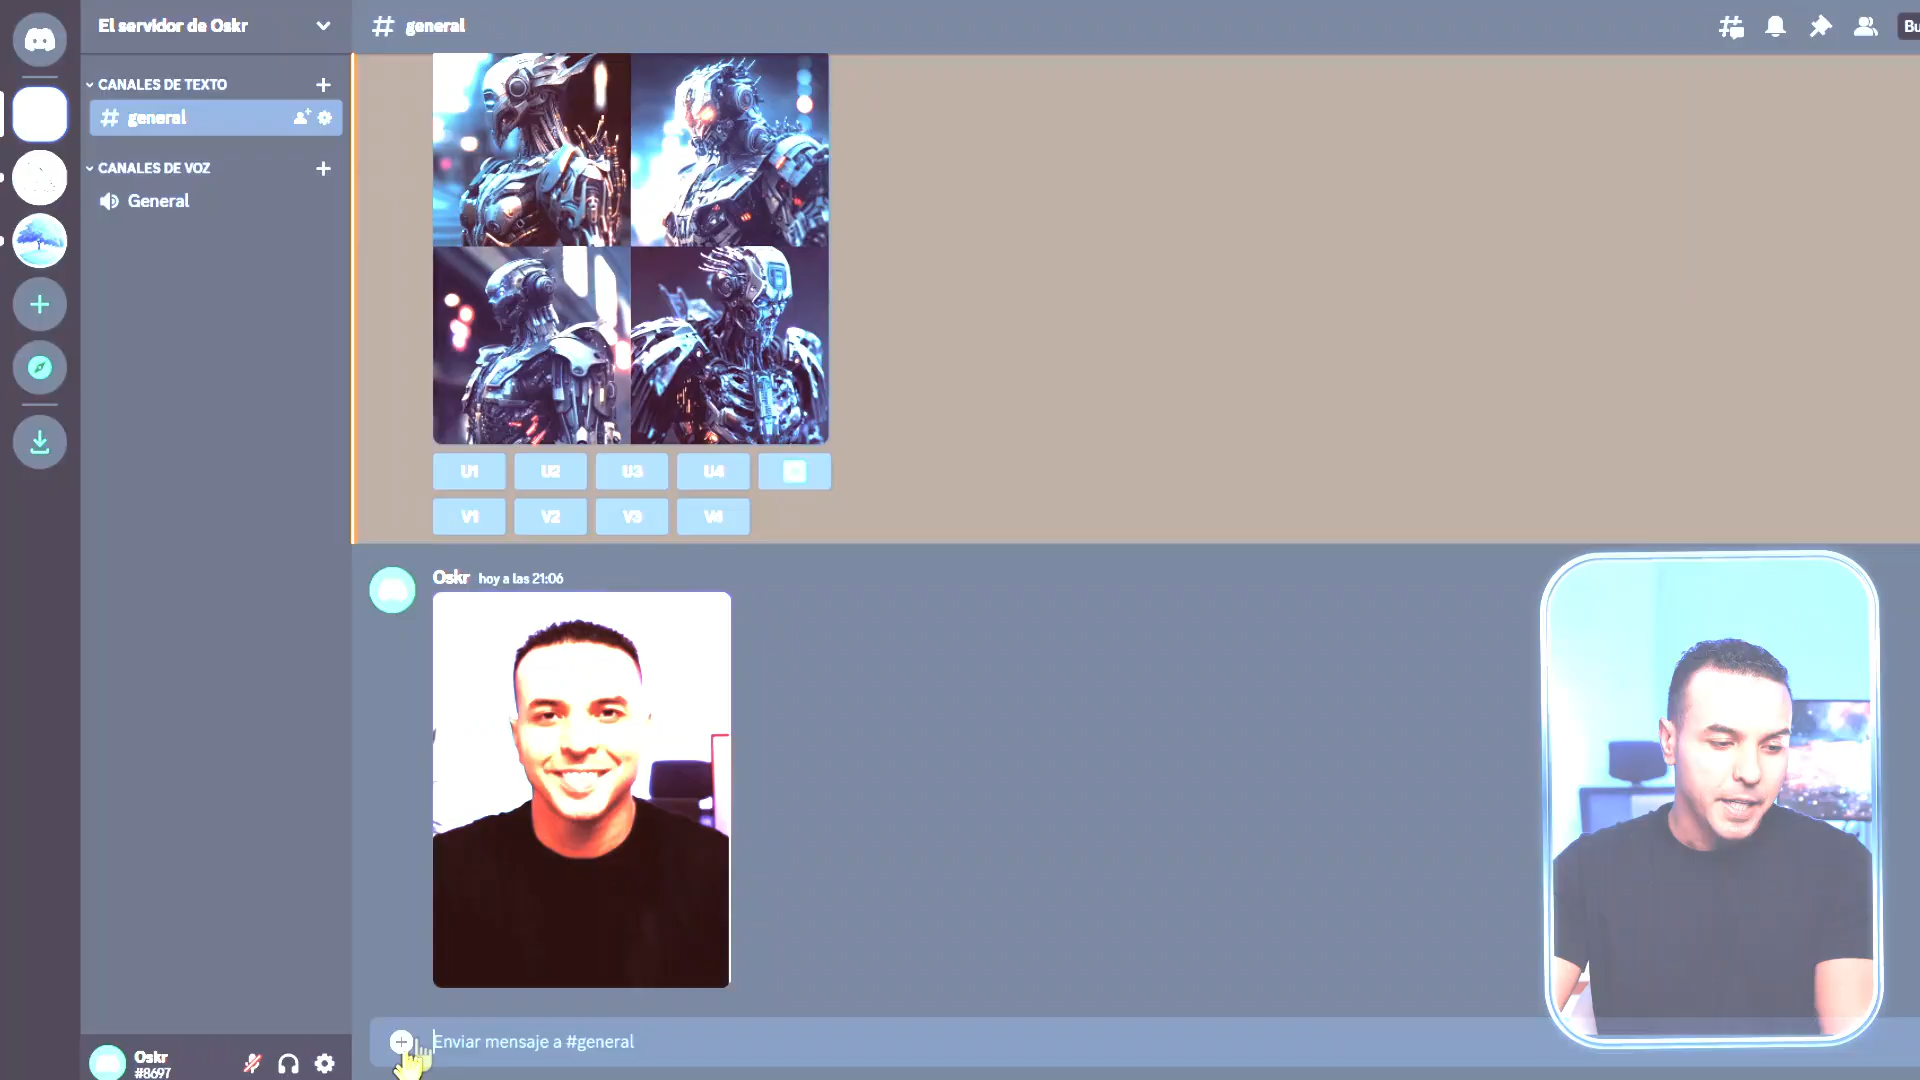 El servidor de Oskr
# general
Bu
CANALES DE TEXTO
# general
CANALES DE VOZ
General
U1 U2 U3 U4
V1 V2 V3 V4
Oskr hoy a las 21:06
Enviar mensaje a #general
Oskr
#8697